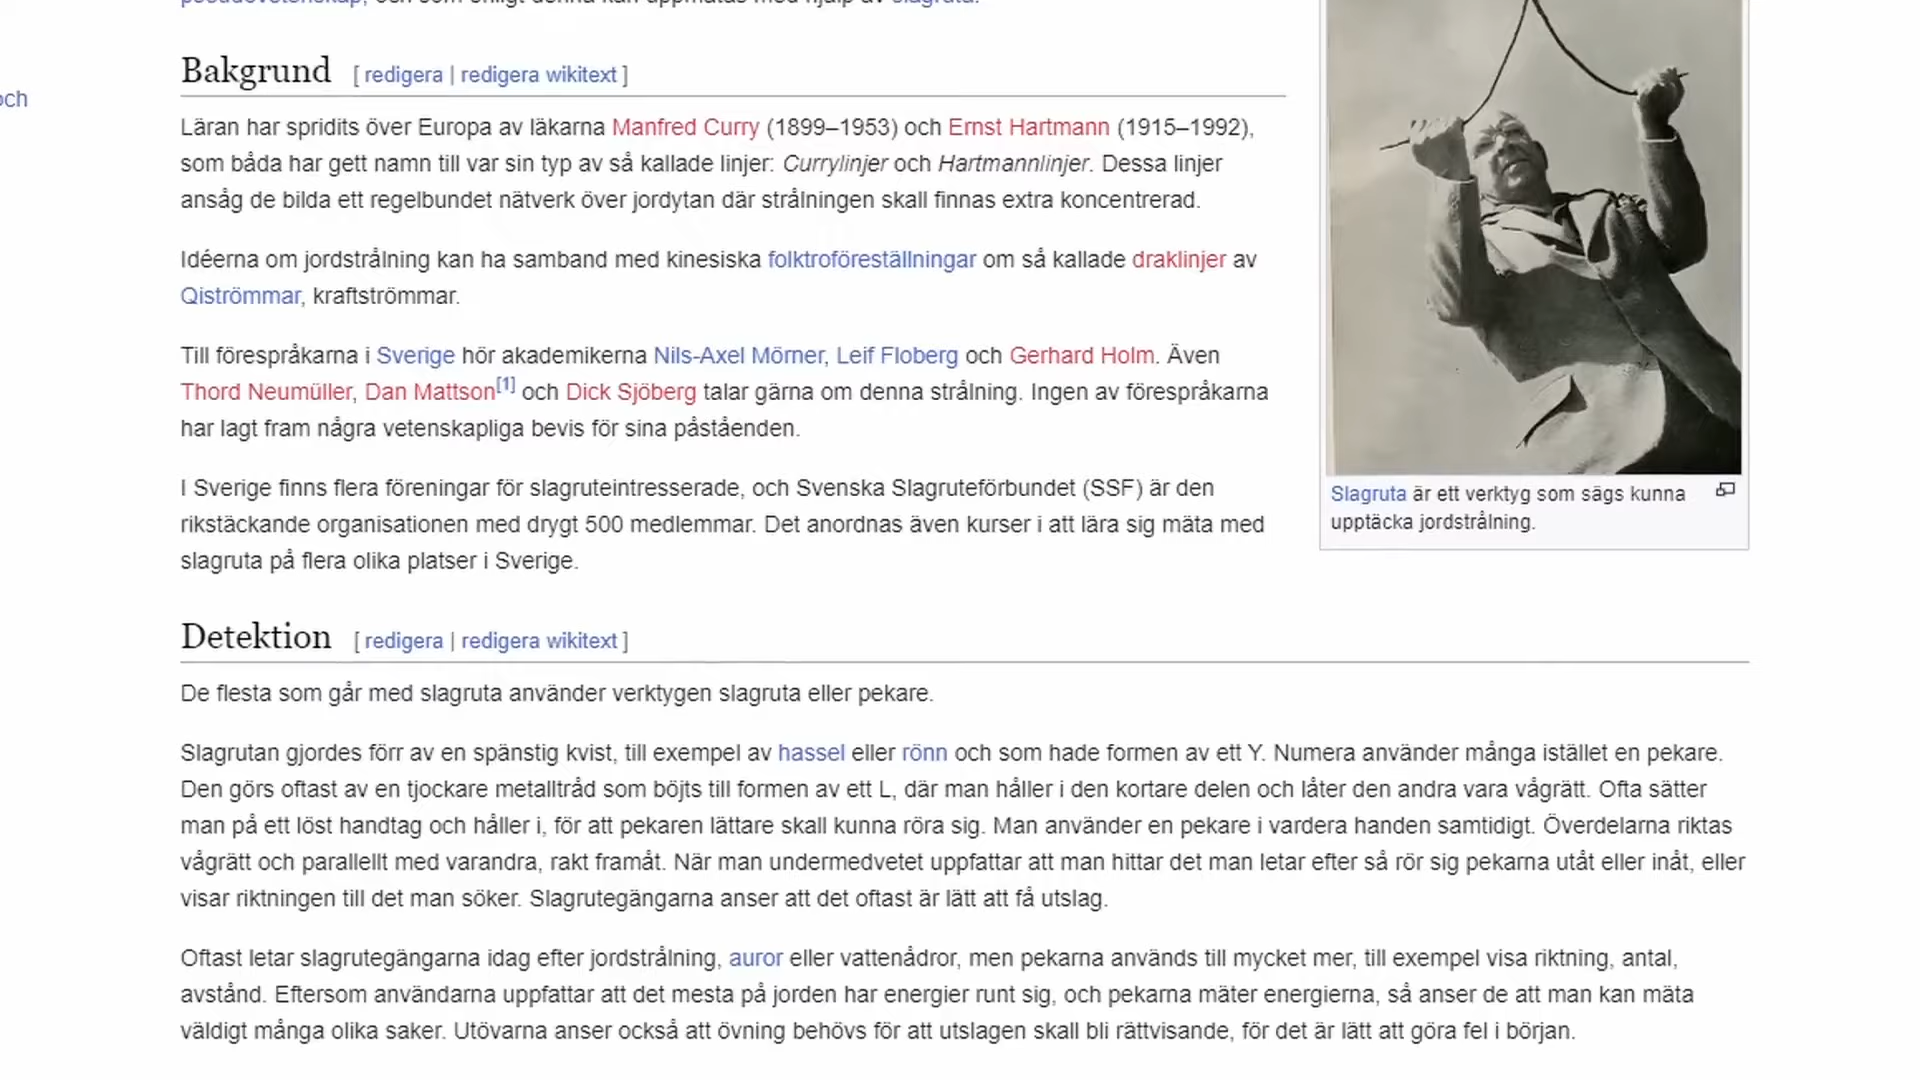 och
Bakgrund [ redigera | redigera wikitext ]
Läran har spridits över Europa av läkarna Manfred Curry (1899–1953) och Ernst Hartmann (1915–1992),
som båda har gett namn till var sin typ av så kallade linjer: Currylinjer och Hartmannlinjer. Dessa linjer
ansåg de bilda ett regelbundet nätverk över jordytan där strålningen skall finnas extra koncentrerad.
Idéerna om jordstrålning kan ha samband med kinesiska folktroföreställningar om så kallade draklinjer av
Qiströmmar, kraftströmmar.
Till förespråkarna i Sverige hör akademikerna Nils-Axel Mörner, Leif Floberg och Gerhard Holm. Även
Thord Neumüller, Dan Mattson[1] och Dick Sjöberg talar gärna om denna strålning. Ingen av förespråkarna
har lagt fram några vetenskapliga bevis för sina påståenden.
I Sverige finns flera föreningar för slagruteintresserade, och Svenska Slagruteförbundet (SSF) är den
rikstäckande organisationen med drygt 500 medlemmar. Det anordnas även kurser i att lära sig mäta med
slagruta på flera olika platser i Sverige.
Slagruta är ett verktyg som sägs kunna
upptäcka jordstrålning.
Detektion [ redigera | redigera wikitext ]
De flesta som går med slagruta använder verktygen slagruta eller pekare.
Slagrutan gjordes förr av en spänstig kvist, till exempel av hassel eller rönn och som hade formen av ett Y. Numera använder många istället en pekare.
Den görs oftast av en tjockare metalltråd som böjts till formen av ett L, där man håller i den kortare delen och låter den andra vara vågrätt. Ofta sätter
man på ett löst handtag och håller i, för att pekaren lättare skall kunna röra sig. Man använder en pekare i vardera handen samtidigt. Överdelarna riktas
vågrätt och parallellt med varandra, rakt framåt. När man undermedvetet uppfattar att man hittar det man letar efter så rör sig pekarna utåt eller inåt, eller
visar riktningen till det man söker. Slagrutegängarna anser att det oftast är lätt att få utslag.
Oftast letar slagrutegängarna idag efter jordstrålning, auror eller vattenådror, men pekarna används till mycket mer, till exempel visa riktning, antal,
avstånd. Eftersom användarna uppfattar att det mesta på jorden har energier runt sig, och pekarna mäter energierna, så anser de att man kan mäta
väldigt många olika saker. Utövarna anser också att övning behövs för att utslagen skall bli rättvisande, för det är lätt att göra fel i början.